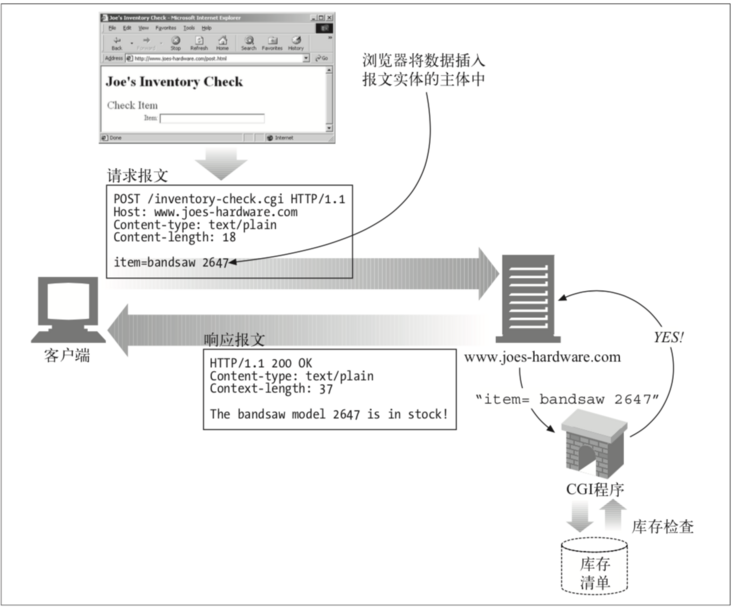 Joe's Inventory Check - Microsoft Internet Explorer
File Edit View Favorites Tools Help
Back Forward Stop Refresh Home Search Favorites History
Address http://www.joes-hardware.com/post.html Go
Joe's Inventory Check
Check Item
Item:
Done Internet
浏览器将数据插入
报文实体的主体中
请求报文
POST /inventory-check.cgi HTTP/1.1
Host: www.joes-hardware.com
Content-type: text/plain
Content-length: 18
item=bandsaw 2647
客户端
响应报文
HTTP/1.1 200 OK
Content-type: text/plain
Context-length: 37
The bandsaw model 2647 is in stock!
www.joes-hardware.com
YES!
“item= bandsaw 2647”
CGI程序
库存检查
库存
清单